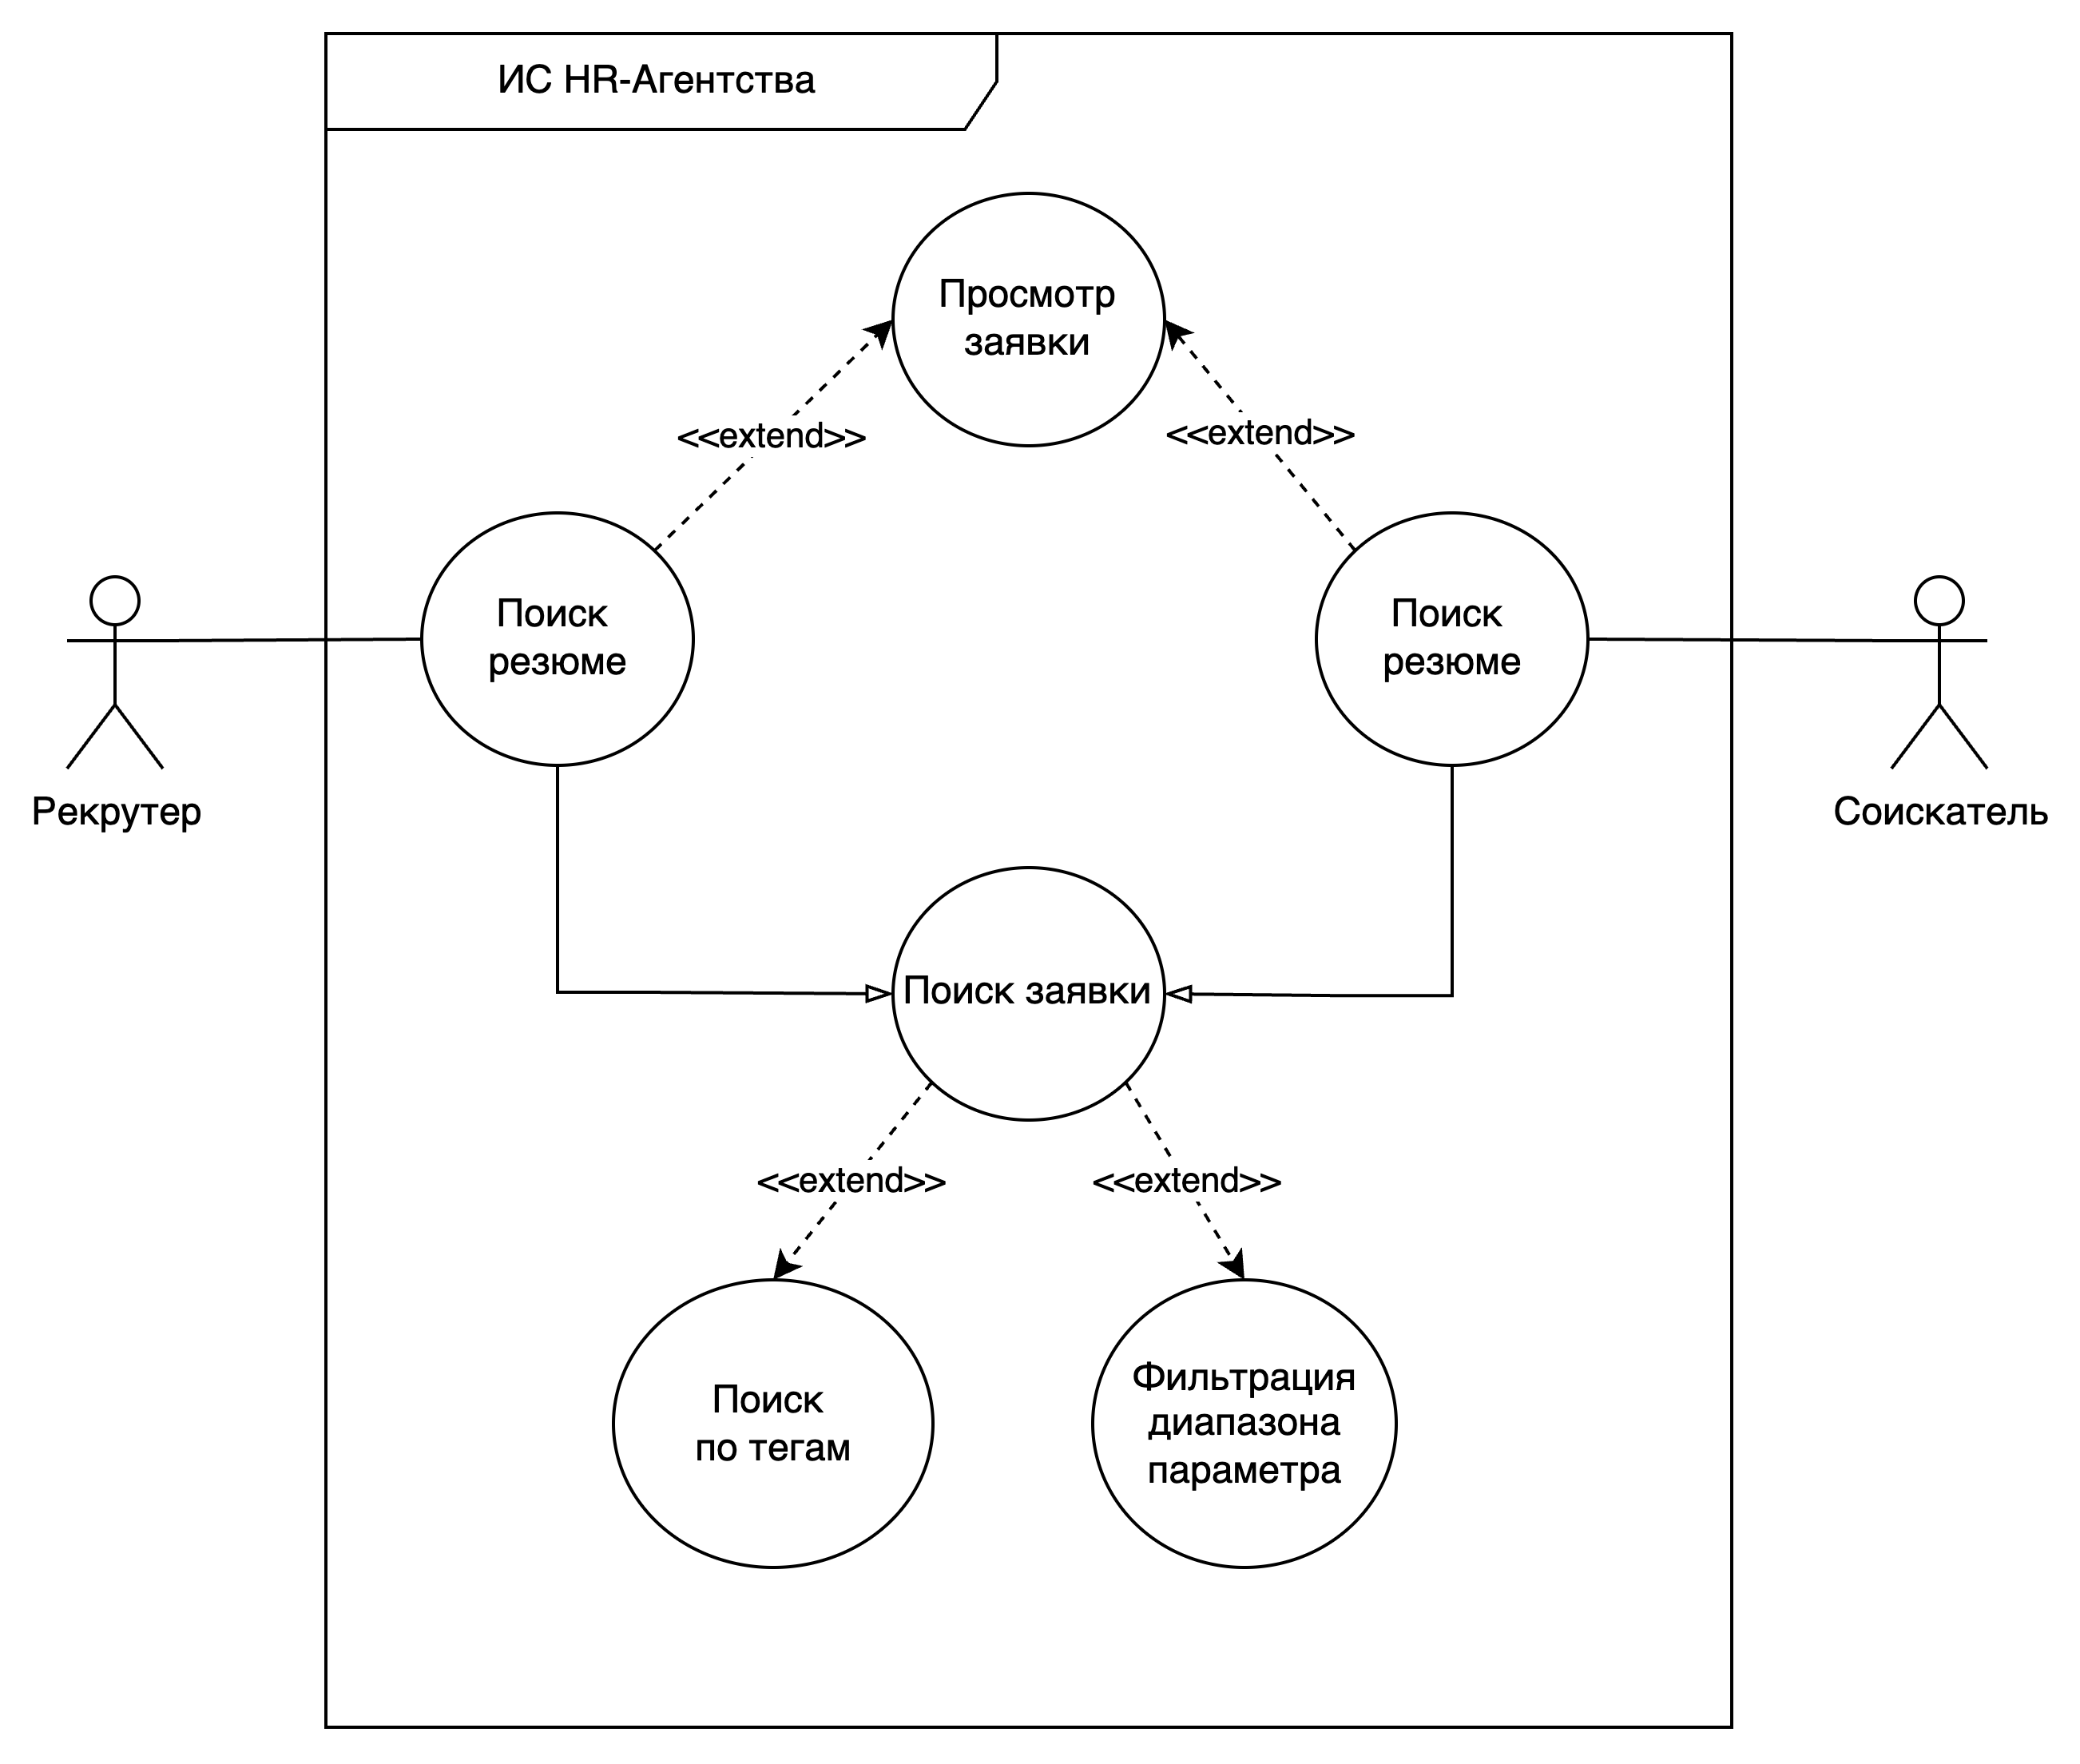 ИС HR-Агентства
Просмотр
заявки
<<extend>>
<<extend>>
Поиск
резюме
Поиск
резюме
Рекрутер
Соискатель
Поиск заявки
<<extend>>
<<extend>>
Поиск
по тегам
Фильтрация
диапазона
параметра